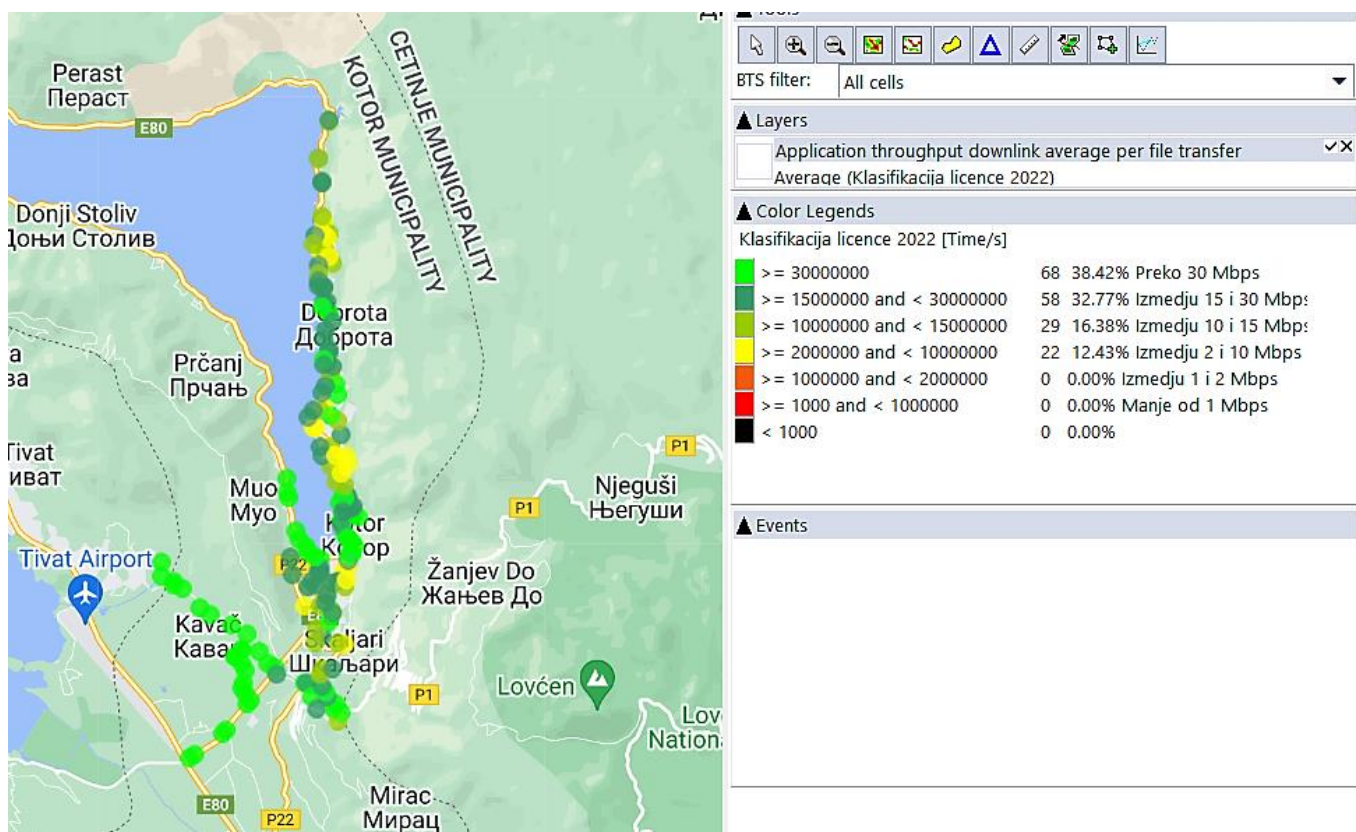 Perast
Пераст
E80
CETINJE MUNICIPALITY
KOTOR MUNICIPALITY
Donji Stoliv
Доњи Столив
Dobrota
Доброта
Prčanj
Прчањ
Tivat
P1
Muo
Муо
Njeguši
Његуши
P1
Kotor
Котор
Tivat Airport
P22
Žanjev Do
Жањев До
Kavač
Škaljari
Шкаљари
Lovćen
P1
E80
P22
Mirac
Мирац
Tools
BTS filter:
All cells
Layers
Application throughput downlink average per file transfer
Average (Klasifikacija licence 2022)
Color Legends
Klasifikacija licence 2022 [Time/s]
>= 30000000 68 38.42% Preko 30 Mbps
>= 15000000 and < 30000000 58 32.77% Izmedju 15 i 30 Mbps
>= 10000000 and < 15000000 29 16.38% Izmedju 10 i 15 Mbps
>= 2000000 and < 10000000 22 12.43% Izmedju 2 i 10 Mbps
>= 1000000 and < 2000000 0 0.00% Izmedju 1 i 2 Mbps
>= 1000 and < 1000000 0 0.00% Manje od 1 Mbps
< 1000 0 0.00%
Events